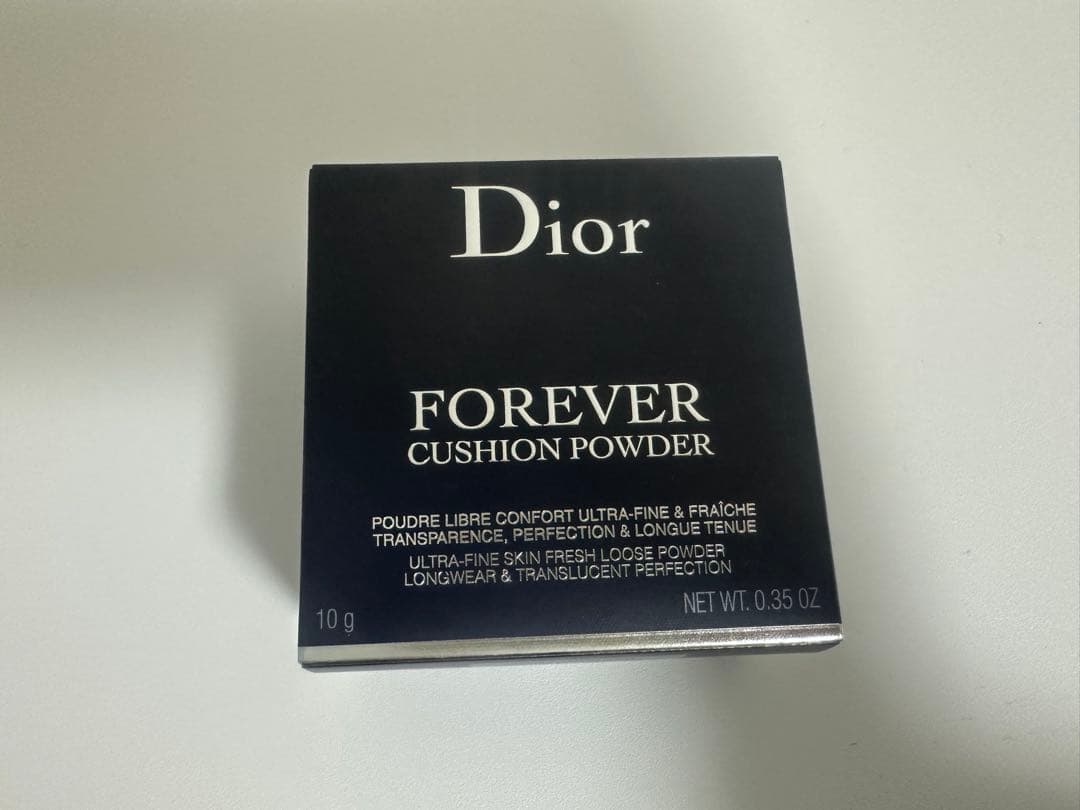 Dior
FOREVER
CUSHION POWDER
POUDRE LIBRE CONFORT ULTRA-FINE & FRAÎCHE
TRANSPARENCE, PERFECTION & LONGUE TENUE
ULTRA-FINE SKIN FRESH LOOSE POWDER
LONGWEAR & TRANSLUCENT PERFECTION
10 g NET WT. 0.35 OZ